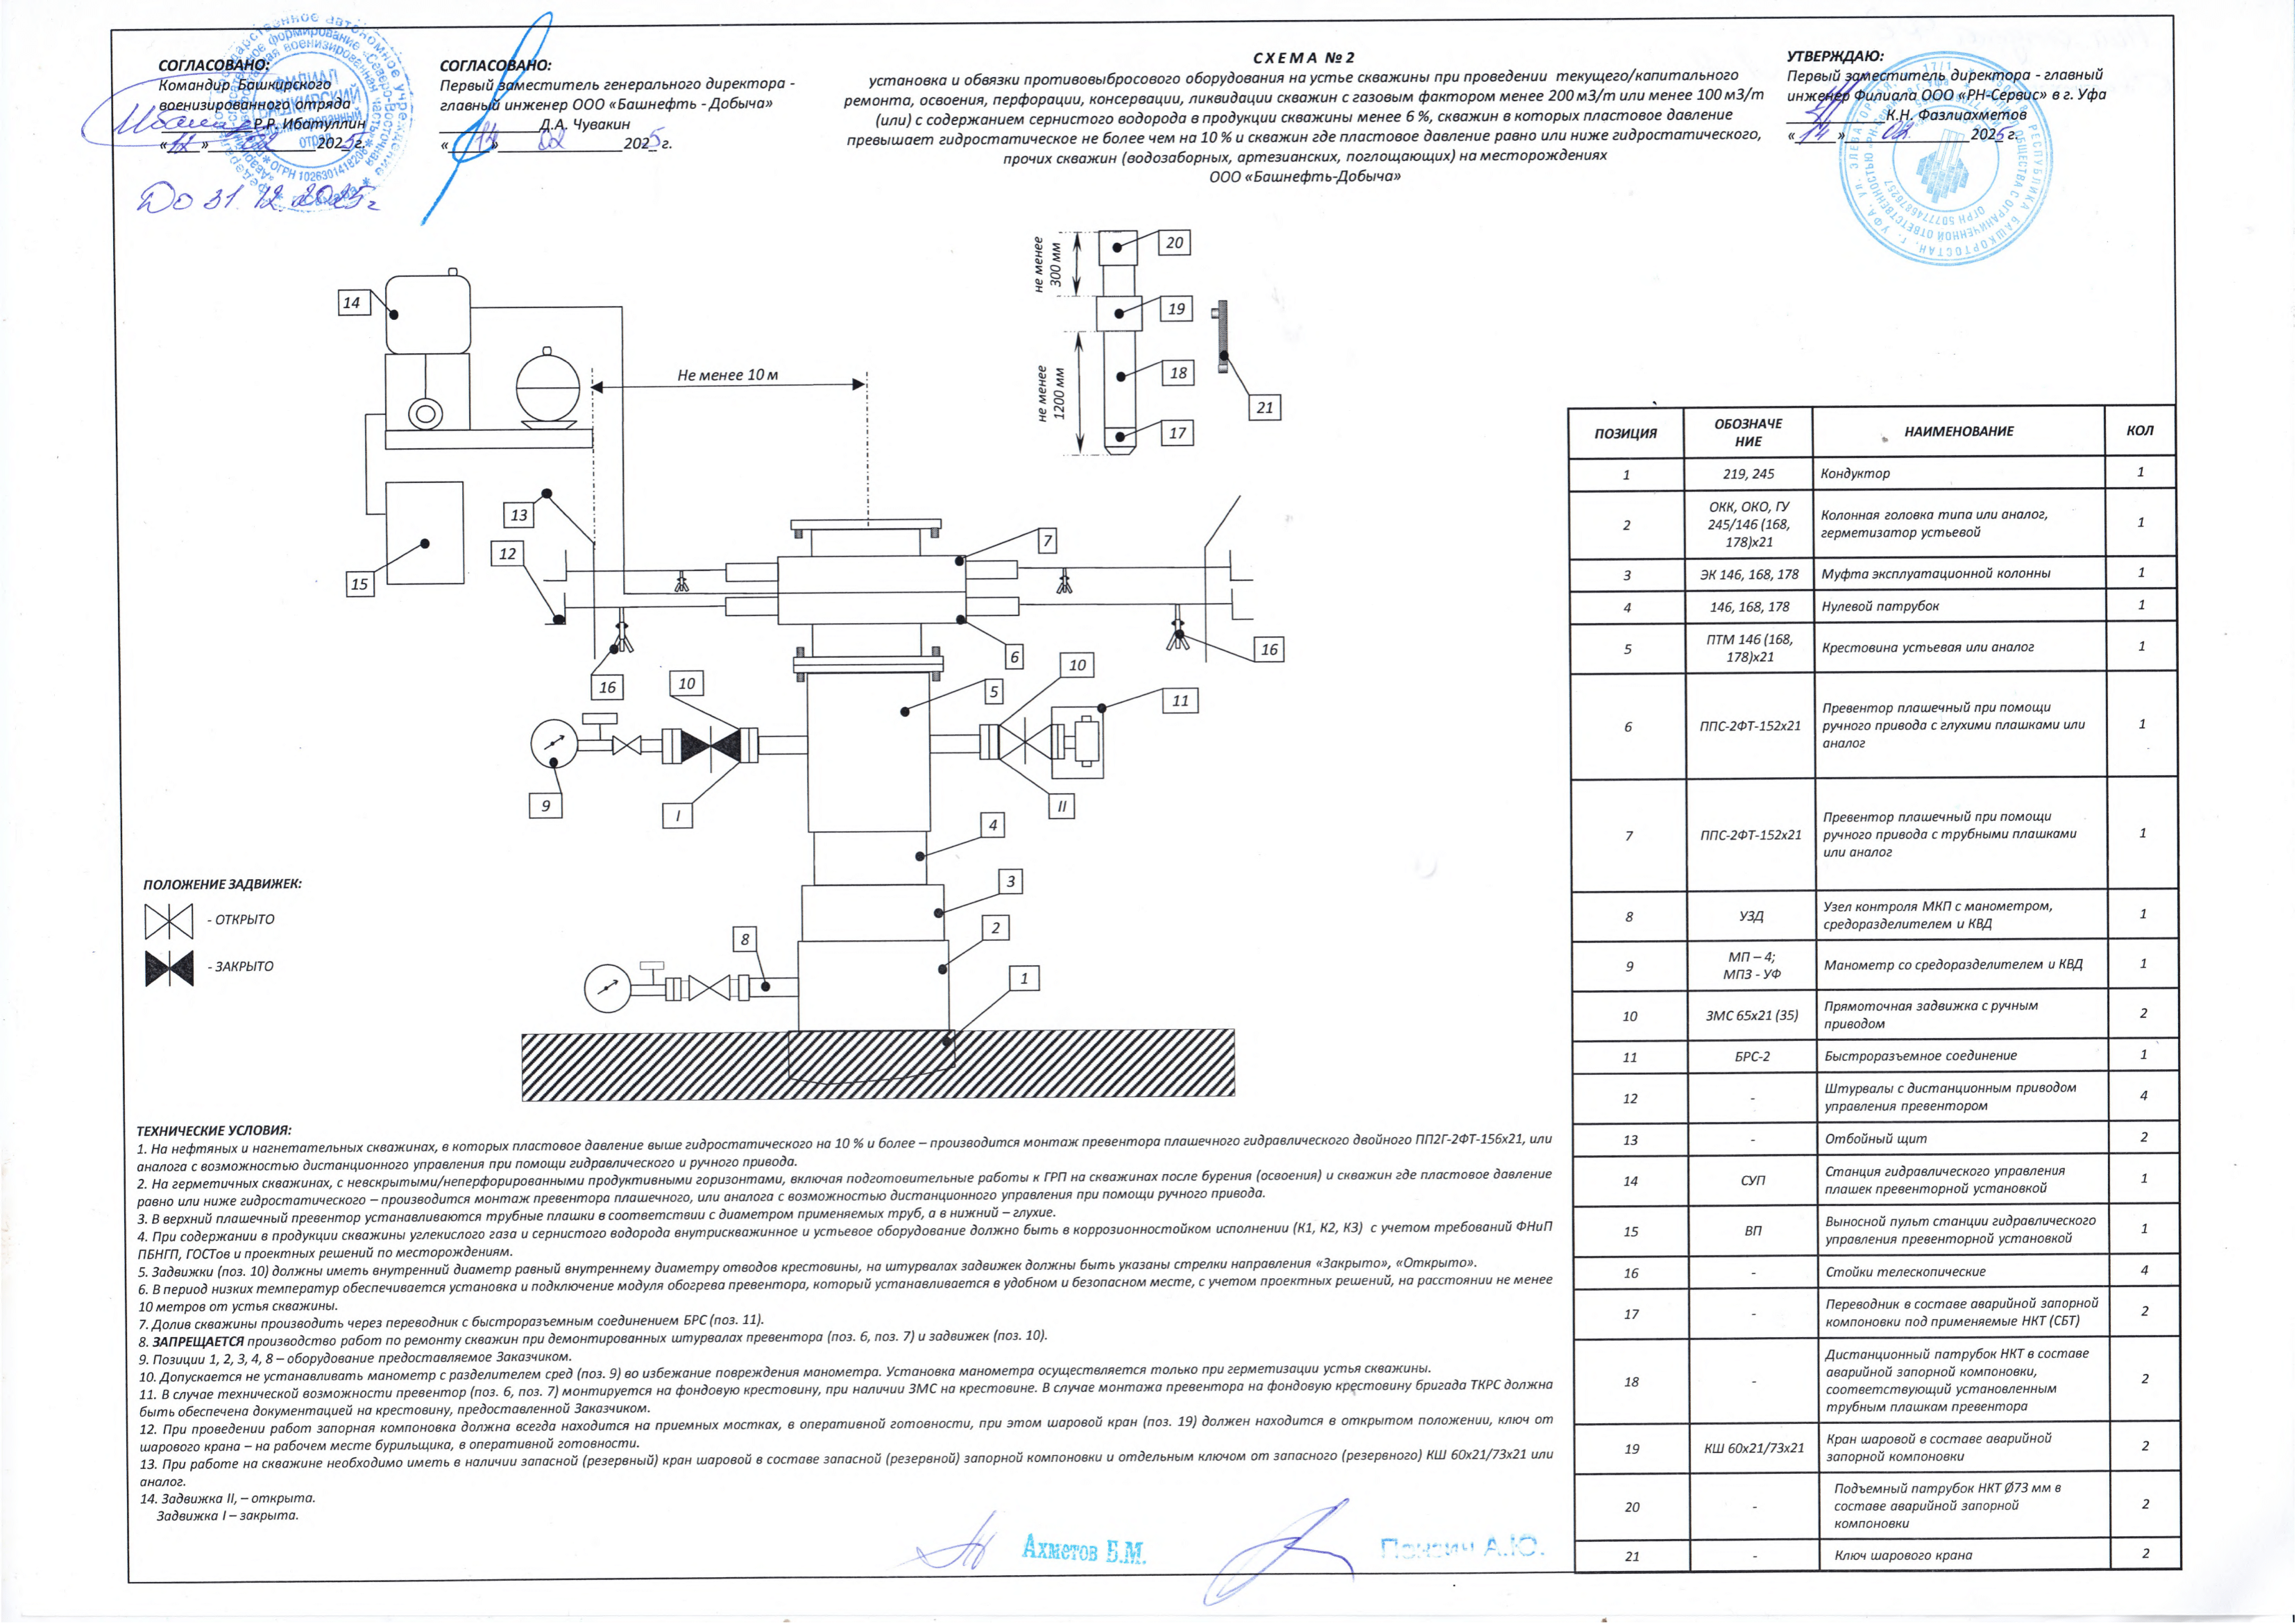 СОГЛАСОВАНО:
Командир Башкирского
военизированного отряда
Р.Р. Ибатуллин
« » 2025 г.
До 31.12.2025 г
СОГЛАСОВАНО:
Первый заместитель генерального директора -
главный инженер ООО «Башнефть - Добыча»
Д.А. Чувакин
«14» 02 2025 г.
СХЕМА №2
установка и обвязки противовыбросового оборудования на устье скважины при проведении текущего/капитального
ремонта, освоения, перфорации, консервации, ликвидации скважин с газовым фактором менее 200 м3/т или менее 100 м3/т
(или) с содержанием сернистого водорода в продукции скважины менее 6 %, скважин в которых пластовое давление
превышает гидростатическое не более чем на 10 % и скважин где пластовое давление равно или ниже гидростатического,
прочих скважин (водозаборных, артезианских, поглощающих) на месторождениях
ООО «Башнефть-Добыча»
УТВЕРЖДАЮ:
Первый заместитель директора - главный
инженер Филиала ООО «РН-Сервис» в г. Уфа
К.Н. Фазлиахметов
«14» 02 2025 г.
не менее
300 мм
не менее
1200 мм
20
19
18
17
21
14
Не менее 10 м
15
13
12
7
6
16
16
10
10
5
11
9
I
II
4
3
2
8
1
ПОЛОЖЕНИЕ ЗАДВИЖЕК:
- ОТКРЫТО
- ЗАКРЫТО
ПОЗИЦИЯ ОБОЗНАЧЕ НИЕ НАИМЕНОВАНИЕ КОЛ
1 219, 245 Кондуктор 1
2 ОКК, ОКО, ГУ 245/146 (168, 178)х21 Колонная головка типа или аналог, герметизатор устьевой 1
3 ЭК 146, 168, 178 Муфта эксплуатационной колонны 1
4 146, 168, 178 Нулевой патрубок 1
5 ПТМ 146 (168, 178)х21 Крестовина устьевая или аналог 1
6 ППС-2ФТ-152х21 Превентор плашечный при помощи ручного привода с глухими плашками или аналог 1
7 ППС-2ФТ-152х21 Превентор плашечный при помощи ручного привода с трубными плашками или аналог 1
8 УЗД Узел контроля МКП с манометром, средоразделителем и КВД 1
9 МП – 4; МПЗ - УФ Манометр со средоразделителем и КВД 1
10 ЗМС 65х21 (35) Прямоточная задвижка с ручным приводом 2
11 БРС-2 Быстроразъемное соединение 1
12 - Штурвалы с дистанционным приводом управления превентором 4
13 - Отбойный щит 2
14 СУП Станция гидравлического управления плашек превенторной установкой 1
15 ВП Выносной пульт станции гидравлического управления превенторной установкой 1
16 - Стойки телескопические 4
17 - Переводник в составе аварийной запорной компоновки под применяемые НКТ (СБТ) 2
18 - Дистанционный патрубок НКТ в составе аварийной запорной компоновки, соответствующий установленным трубным плашкам превентора 2
19 КШ 60х21/73х21 Кран шаровой в составе аварийной запорной компоновки 2
20 - Подъемный патрубок НКТ Ø73 мм в составе аварийной запорной компоновки 2
21 - Ключ шарового крана 2
ТЕХНИЧЕСКИЕ УСЛОВИЯ:
1. На нефтяных и нагнетательных скважинах, в которых пластовое давление выше гидростатического на 10 % и более – производится монтаж превентора плашечного гидравлического двойного ПП2Г-2ФТ-156х21, или
аналога с возможностью дистанционного управления при помощи гидравлического и ручного привода.
2. На герметичных скважинах, с невскрытыми/неперфорированными продуктивными горизонтами, включая подготовительные работы к ГРП на скважинах после бурения (освоения) и скважин где пластовое давление
равно или ниже гидростатического – производится монтаж превентора плашечного, или аналога с возможностью дистанционного управления при помощи ручного привода.
3. В верхний плашечный превентор устанавливаются трубные плашки в соответствии с диаметром применяемых труб, а в нижний – глухие.
4. При содержании в продукции скважины углекислого газа и сернистого водорода внутрискважинное и устьевое оборудование должно быть в коррозионностойком исполнении (К1, К2, К3) с учетом требований ФНиП
ПБНГП, ГОСТов и проектных решений по месторождениям.
5. Задвижки (поз. 10) должны иметь внутренний диаметр равный внутреннему диаметру отводов крестовины, на штурвалах задвижек должны быть указаны стрелки направления «Закрыто», «Открыто».
6. В период низких температур обеспечивается установка и подключение модуля обогрева превентора, который устанавливается в удобном и безопасном месте, с учетом проектных решений, на расстоянии не менее
10 метров от устья скважины.
7. Долив скважины производить через переводник с быстроразъемным соединением БРС (поз. 11).
8. ЗАПРЕЩАЕТСЯ производство работ по ремонту скважин при демонтированных штурвалах превентора (поз. 6, поз. 7) и задвижек (поз. 10).
9. Позиции 1, 2, 3, 4, 8 – оборудование предоставляемое Заказчиком.
10. Допускается не устанавливать манометр с разделителем сред (поз. 9) во избежание повреждения манометра. Установка манометра осуществляется только при герметизации устья скважины.
11. В случае технической возможности превентор (поз. 6, поз. 7) монтируется на фондовую крестовину, при наличии ЗМС на крестовине. В случае монтажа превентора на фондовую крестовину бригада ТКРС должна
быть обеспечена документацией на крестовину, предоставленной Заказчиком.
12. При проведении работ запорная компоновка должна всегда находится на приемных мостках, в оперативной готовности, при этом шаровой кран (поз. 19) должен находится в открытом положении, ключ от
шарового крана – на рабочем месте бурильщика, в оперативной готовности.
13. При работе на скважине необходимо иметь в наличии запасной (резервный) кран шаровой в составе запасной (резервной) запорной компоновки и отдельным ключом от запасного (резервного) КШ 60х21/73х21 или
аналог.
14. Задвижка II, – открыта.
Задвижка I – закрыта.
Ахметов Б.М.
А.Ю.